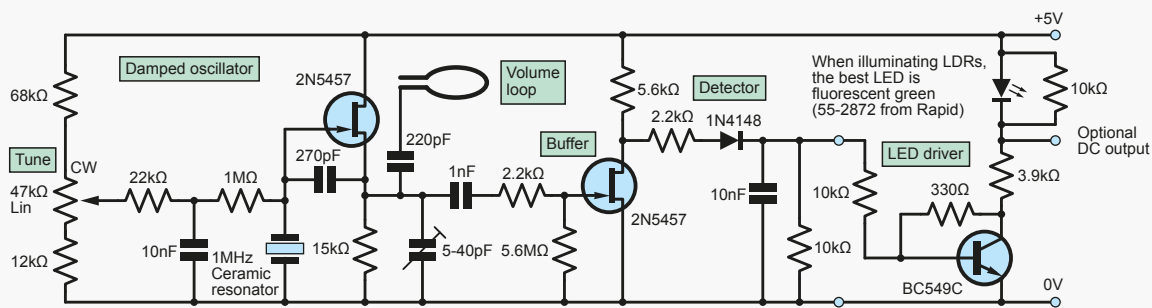 +5V
Damped oscillator
2N5457
Volume
loop
When illuminating LDRs,
the best LED is
fluorescent green
(55-2872 from Rapid)
68kΩ
5.6kΩ
Detector
10kΩ
2.2kΩ
1N4148
Optional
DC output
Tune
CW
270pF
220pF
Buffer
LED driver
47kΩ
Lin
22kΩ
1MΩ
1nF
2.2kΩ
10nF
10kΩ
330Ω
3.9kΩ
2N5457
12kΩ
10nF
1MHz
Ceramic
resonator
15kΩ
5-40pF
5.6MΩ
10kΩ
BC549C
0V